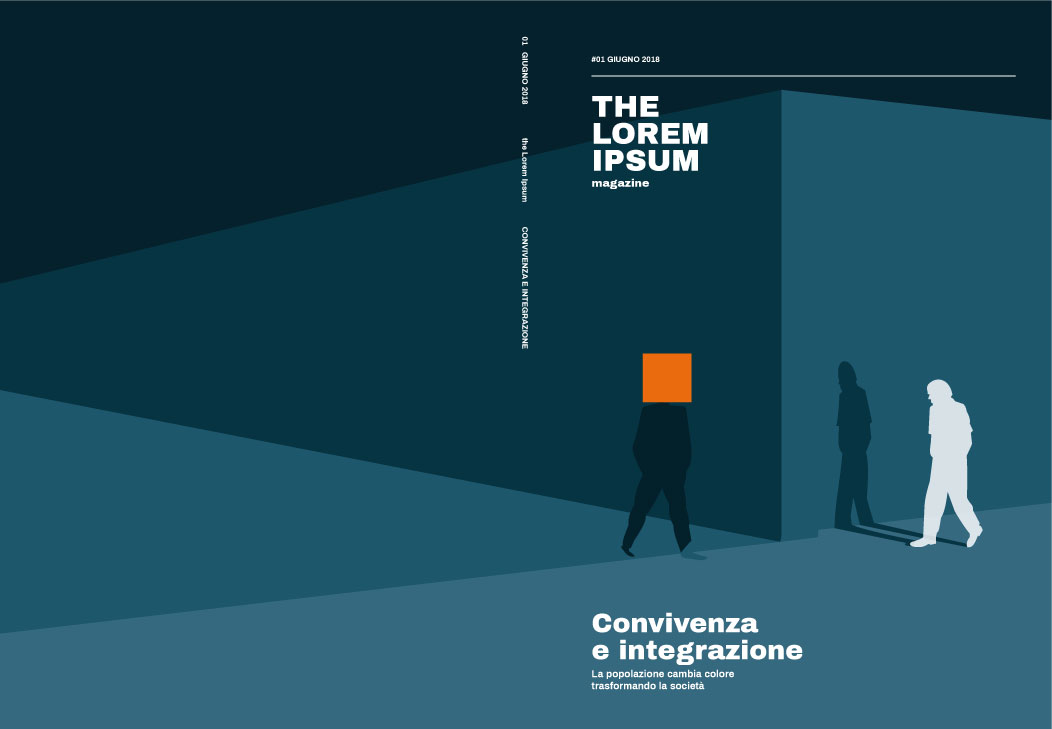 01 GIUGNO 2018 the Lorem Ipsum CONVIVENZA E INTEGRAZIONE
#01 GIUGNO 2018
THE
LOREM
IPSUM
magazine
Convivenza
e integrazione
La popolazione cambia colore
trasformando la società